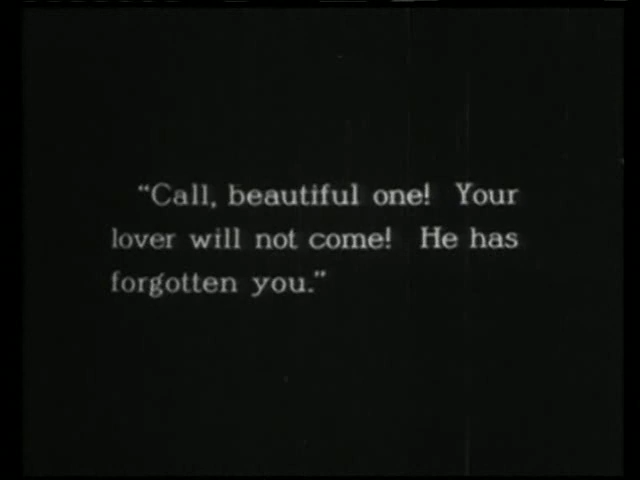 “Call, beautiful one! Your
lover will not come! He has
forgotten you.”